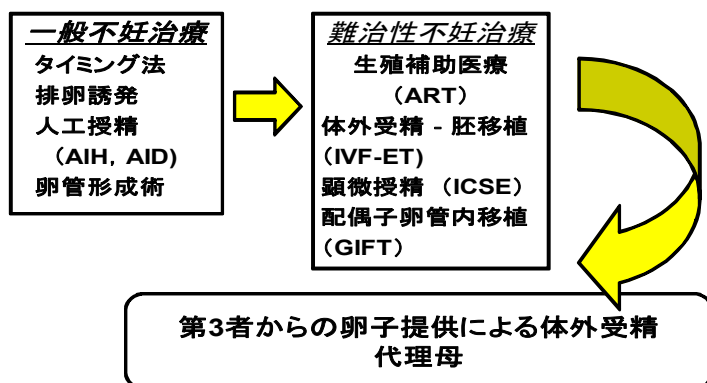 一般不妊治療
タイミング法
排卵誘発
人工授精
（AIH, AID)
卵管形成術
難治性不妊治療
生殖補助医療
（ART）
体外受精 - 胚移植
（IVF-ET）
顕微授精 （ICSE）
配偶子卵管内移植
（GIFT）
第3者からの卵子提供による体外受精
代理母